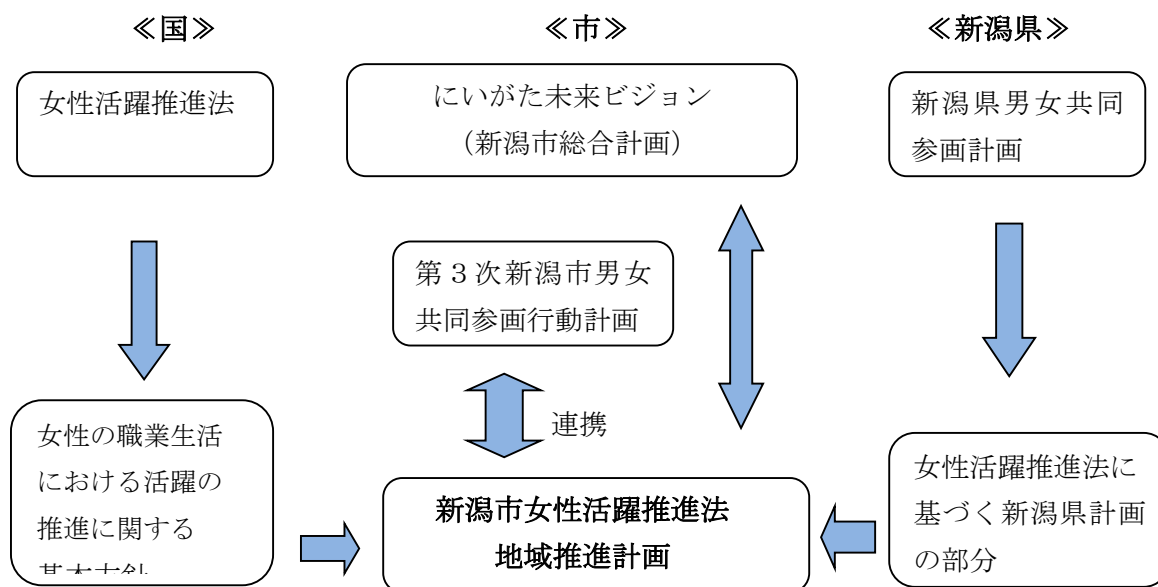 ≪国≫
≪市≫
≪新潟県≫
女性活躍推進法
にいがた未来ビジョン
（新潟市総合計画）
新潟県男女共同
参画計画
第３次新潟市男女
共同参画行動計画
連携
女性の職業生活
における活躍の
推進に関する
基本方針
新潟市女性活躍推進法
地域推進計画
女性活躍推進法に
基づく新潟県計画
の部分